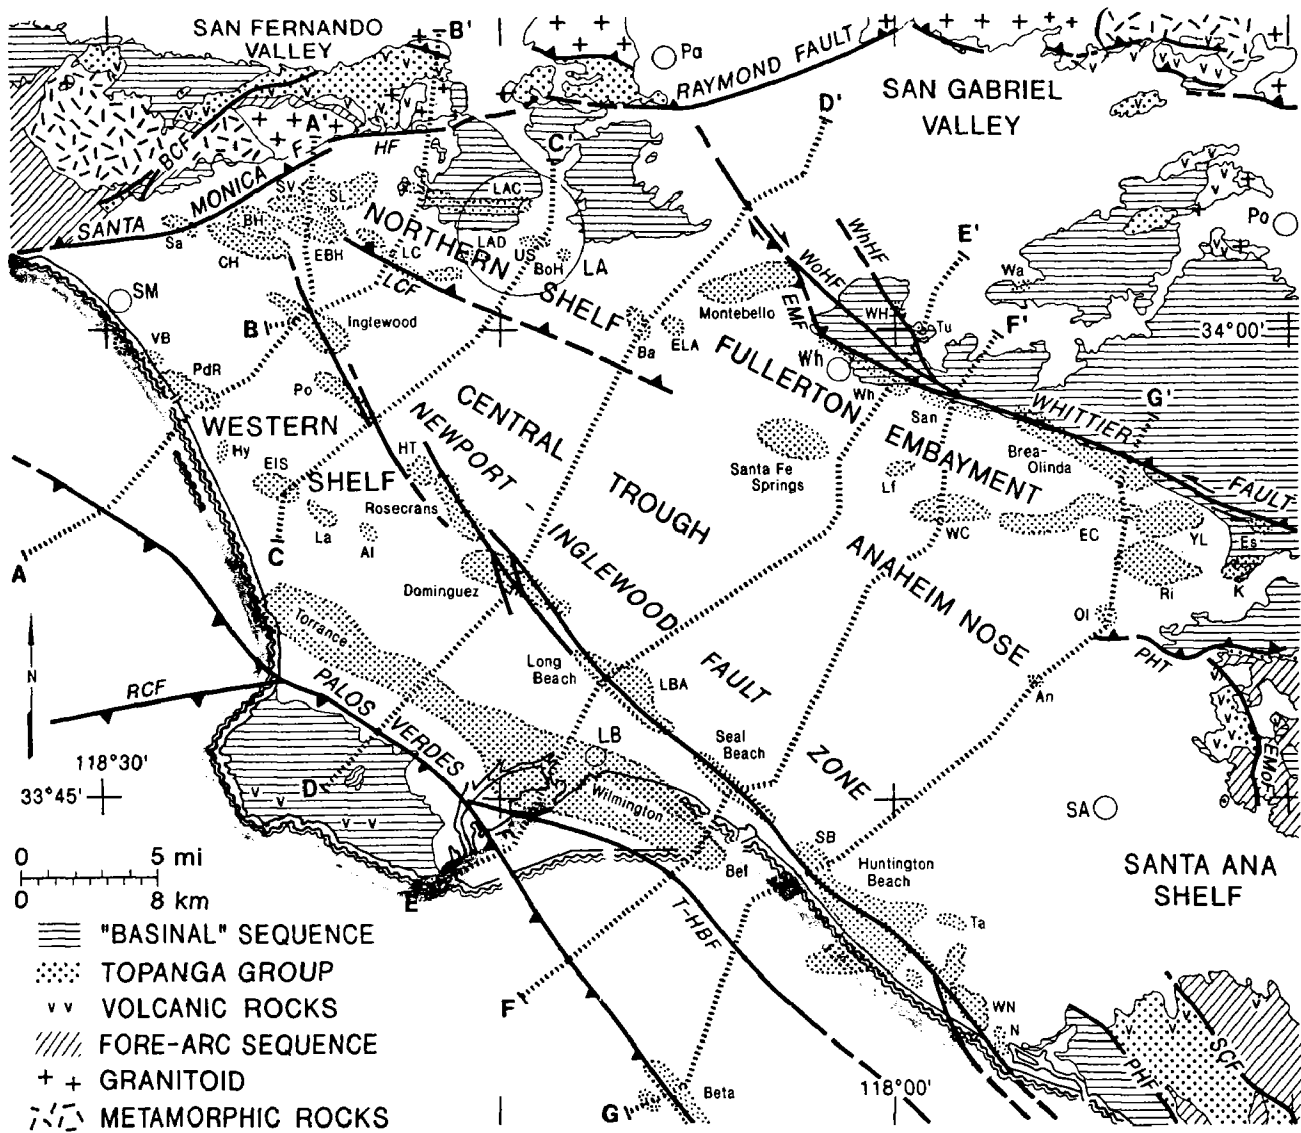 SAN FERNANDO
VALLEY
B'
Pa
RAYMOND FAULT
SAN GABRIEL
VALLEY
D'
A'
C'
BCF
F
HF
SANTA MONICA
Sa
SV
SL
BH
CH
EBH
LC
LCF
NORTHERN
SHELF
LAC
LAD
US
BoH
LA
WhHF
WoHF
EMF
E'
Po
Wa
WH
Tu
F'
34°00'
SM
VB
B
Inglewood
Montebello
Ba
ELA
Wh
Wh
San
FULLERTON
EMBAYMENT
WHITTIER
FAULT
G'
PdR
Po
WESTERN
SHELF
CENTRAL
TROUGH
NEWPORT - INGLEWOOD
FAULT
ZONE
Hy
EIS
HT
Rosecrans
La
Al
C
A
Santa Fe
Springs
Lf
Brea-
Olinda
WC
EC
YL
Es
K
Ri
Ol
ANAHEIM NOSE
PHT
An
EMoF
Dominguez
Torrance
Long
Beach
LBA
N
RCF
PALOS VERDES
Seal
Beach
LB
118°30'
33°45'
D
Wilmington
SA
SB
Huntington
Beach
SANTA ANA
SHELF
Bef
T-HBF
Ta
E
0 5 mi
0 8 km
F
WN
N
PHF
SCF
118°00'
Beta
G
"BASINAL" SEQUENCE
TOPANGA GROUP
VOLCANIC ROCKS
FORE-ARC SEQUENCE
GRANITOID
METAMORPHIC ROCKS